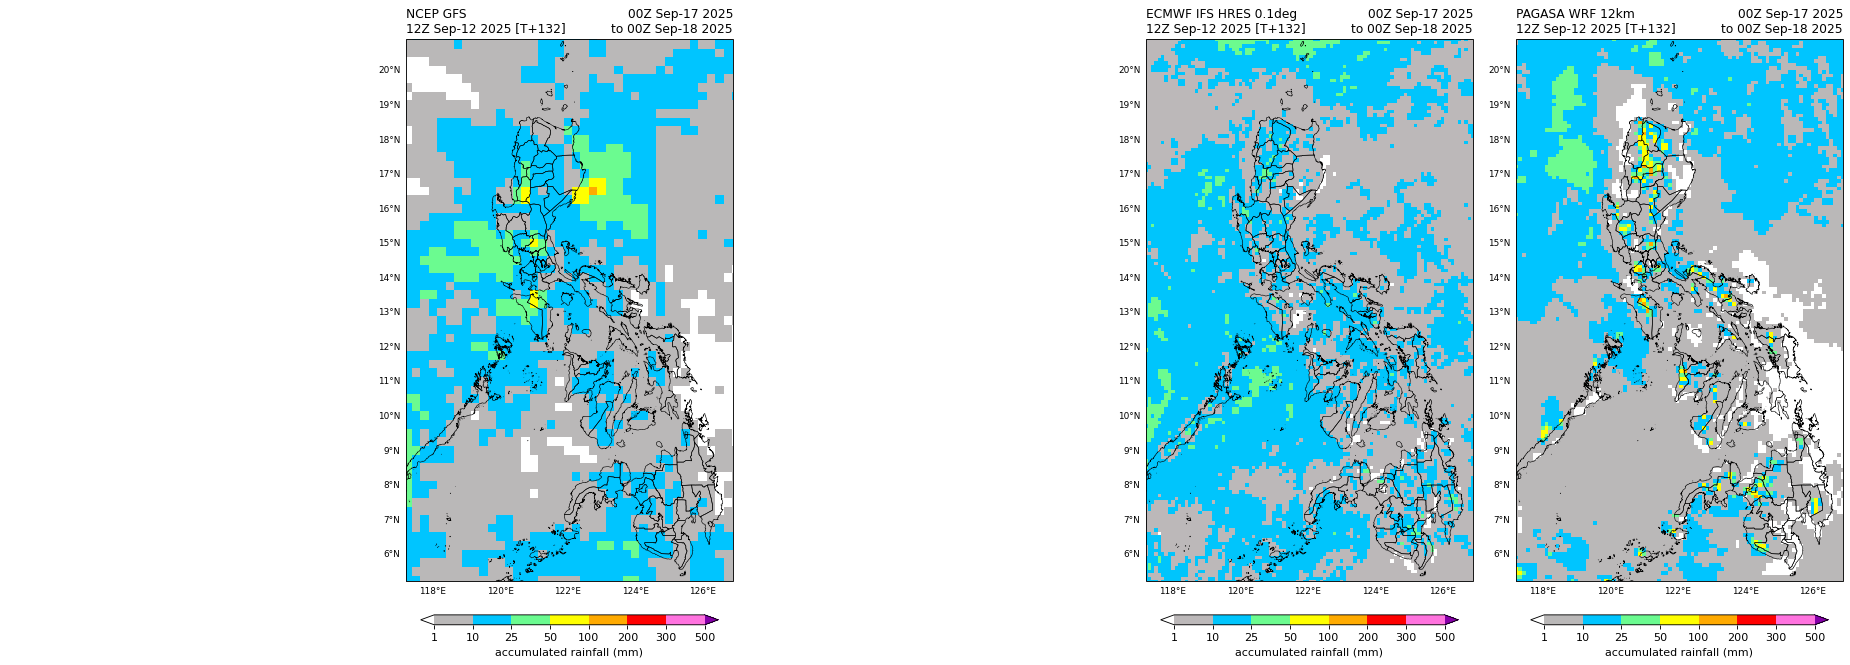 NCEP GFS
12Z Sep-12 2025 [T+132]
00Z Sep-17 2025
to 00Z Sep-18 2025
20°N
19°N
18°N
17°N
16°N
15°N
14°N
13°N
12°N
11°N
10°N
9°N
8°N
7°N
6°N
118°E 120°E 122°E 124°E 126°E
1 10 25 50 100 200 300 500
accumulated rainfall (mm)
ECMWF IFS HRES 0.1deg
12Z Sep-12 2025 [T+132]
00Z Sep-17 2025
to 00Z Sep-18 2025
20°N
19°N
18°N
17°N
16°N
15°N
14°N
13°N
12°N
11°N
10°N
9°N
8°N
7°N
6°N
118°E 120°E 122°E 124°E 126°E
1 10 25 50 100 200 300 500
accumulated rainfall (mm)
PAGASA WRF 12km
12Z Sep-12 2025 [T+132]
00Z Sep-17 2025
to 00Z Sep-18 2025
20°N
19°N
18°N
17°N
16°N
15°N
14°N
13°N
12°N
11°N
10°N
9°N
8°N
7°N
6°N
118°E 120°E 122°E 124°E 126°E
1 10 25 50 100 200 300 500
accumulated rainfall (mm)